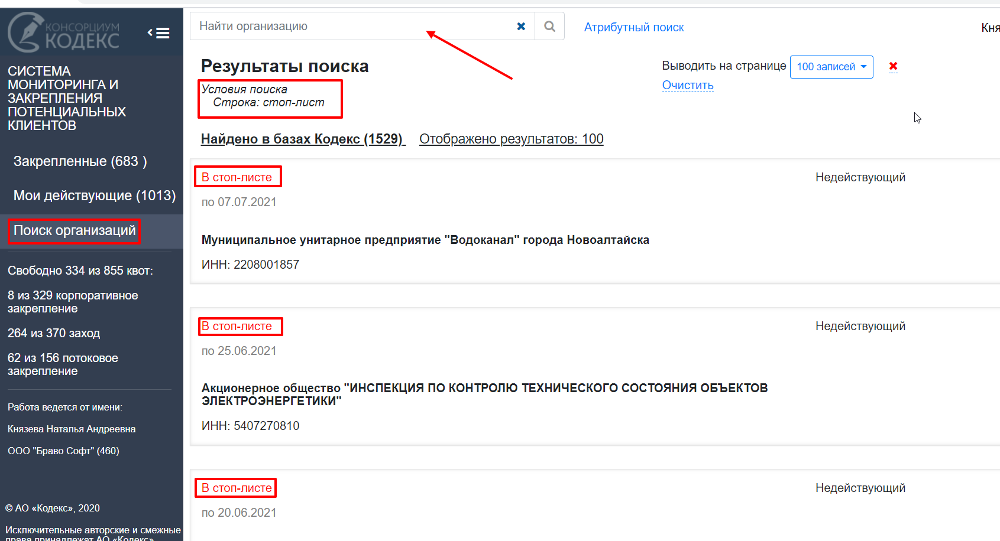 КОНСОРЦИУМ
КОДЕКС
СИСТЕМА
МОНИТОРИНГА И
ЗАКРЕПЛЕНИЯ
ПОТЕНЦИАЛЬНЫХ
КЛИЕНТОВ
Закрепленные (683 )
Мои действующие (1013)
Поиск организаций
Свободно 334 из 855 квот:
8 из 329 корпоративное
закрепление
264 из 370 заход
62 из 156 потоковое
закрепление
Работа ведется от имени:
Князева Наталья Андреевна
ООО "Браво Софт" (460)
© АО «Кодекс», 2020
Исключительные авторские и смежные
права принадлежат АО «Кодекс»
Найти организацию
Атрибутный поиск
Кня
Результаты поиска
Условия поиска
Строка: стоп-лист
Выводить на странице 100 записей
Очистить
Найдено в базах Кодекс (1529) Отображено результатов: 100
В стоп-листе Недействующий
по 07.07.2021
Муниципальное унитарное предприятие "Водоканал" города Новоалтайска
ИНН: 2208001857
В стоп-листе Недействующий
по 25.06.2021
Акционерное общество "ИНСПЕКЦИЯ ПО КОНТРОЛЮ ТЕХНИЧЕСКОГО СОСТОЯНИЯ ОБЪЕКТОВ
ЭЛЕКТРОЭНЕРГЕТИКИ"
ИНН: 5407270810
В стоп-листе Недействующий
по 20.06.2021